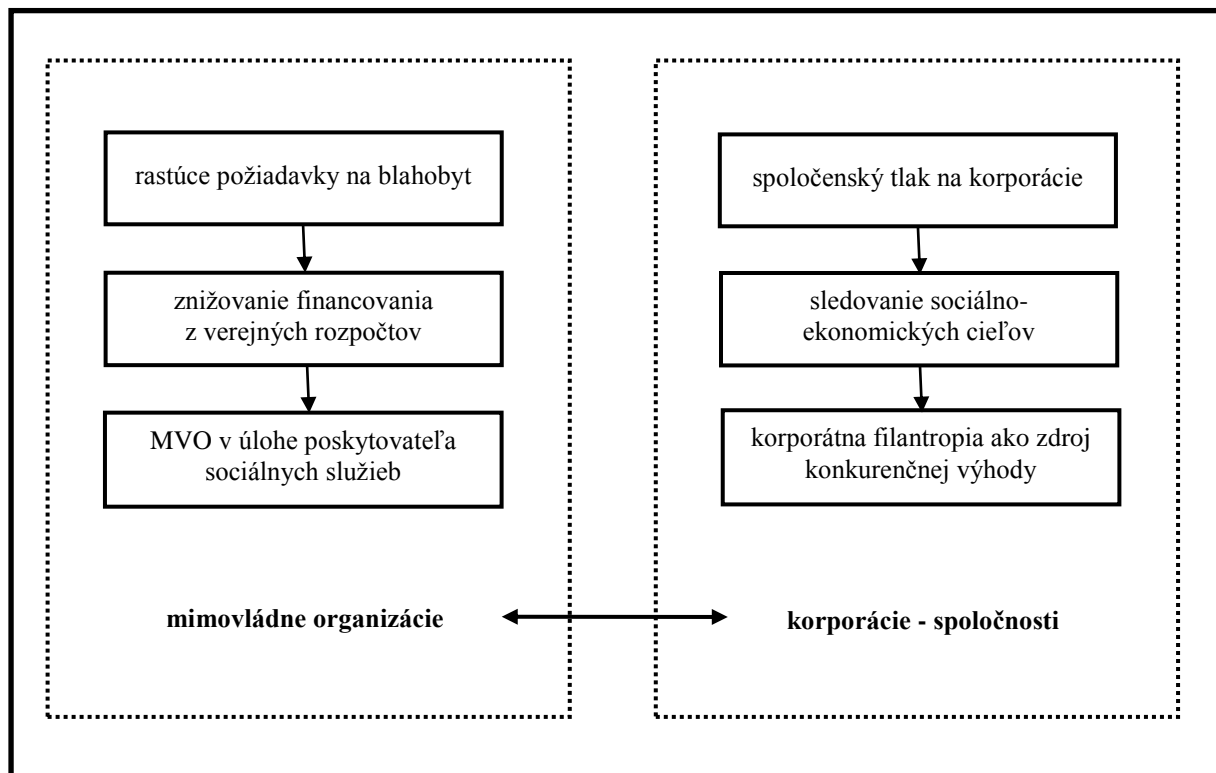 rastúce požiadavky na blahobyt
znižovanie financovania
z verejných rozpočtov
MVO v úlohe poskytovateľa
sociálnych služieb
mimovládne organizácie
spoločenský tlak na korporácie
sledovanie sociálno-
ekonomických cieľov
korporátna filantropia ako zdroj
konkurenčnej výhody
korporácie - spoločnosti